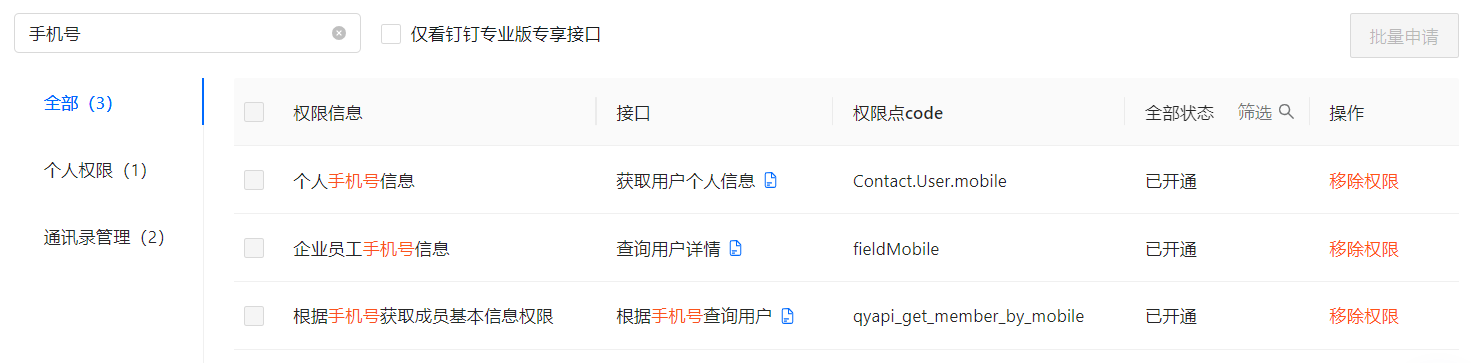 手机号 仅看钉钉专业版专享接口 批量申请
全部（3）
个人权限（1）
通讯录管理（2）
权限信息 接口 权限点code 全部状态 筛选 操作
个人手机号信息 获取用户个人信息 Contact.User.mobile 已开通 移除权限
企业员工手机号信息 查询用户详情 fieldMobile 已开通 移除权限
根据手机号获取成员基本信息权限 根据手机号查询用户 qyapi_get_member_by_mobile 已开通 移除权限